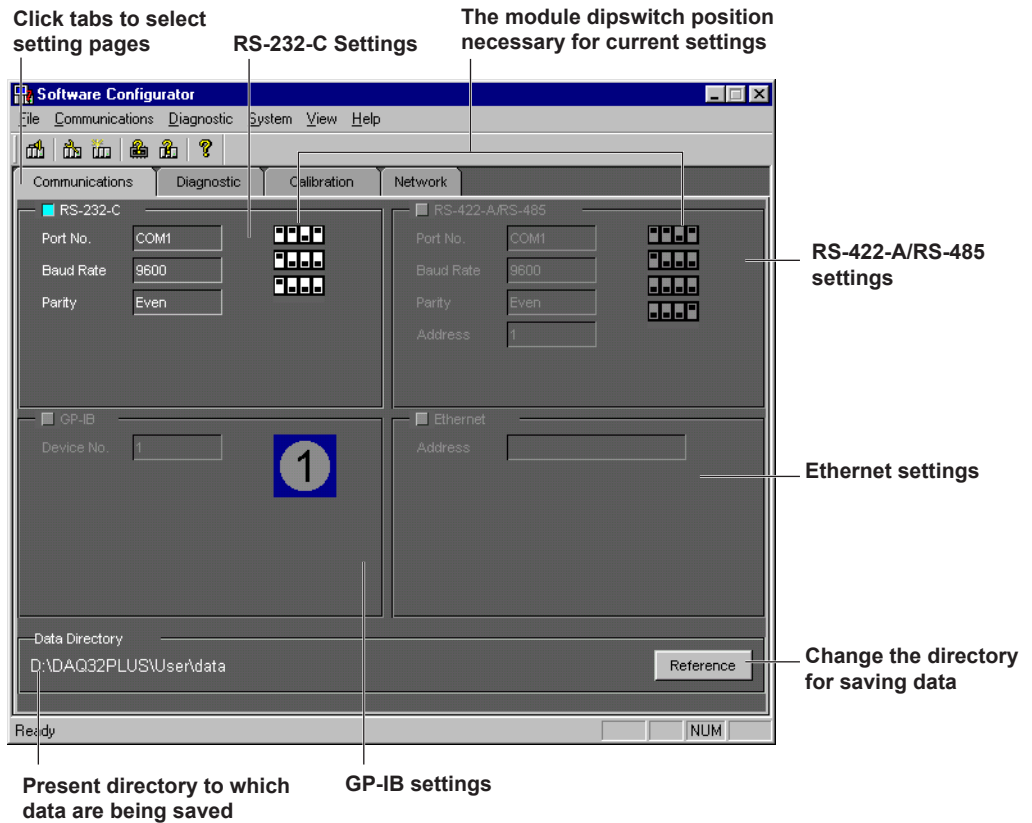 Click tabs to select
setting pages
RS-232-C Settings
The module dipswitch position
necessary for current settings
Software Configurator
File Communications Diagnostic System View Help
Communications Diagnostic Calibration Network
RS-232-C
Port No. COM1
Baud Rate 9600
Parity Even
RS-422-A/RS-485
Port No. COM1
Baud Rate 9600
Parity Even
Address 1
RS-422-A/RS-485
settings
GP-IB
Device No. 1
1
Ethernet
Address
Ethernet settings
Data Directory
D:\DAQ32PLUS\User\data
Reference
Change the directory
for saving data
Ready
NUM
Present directory to which
data are being saved
GP-IB settings